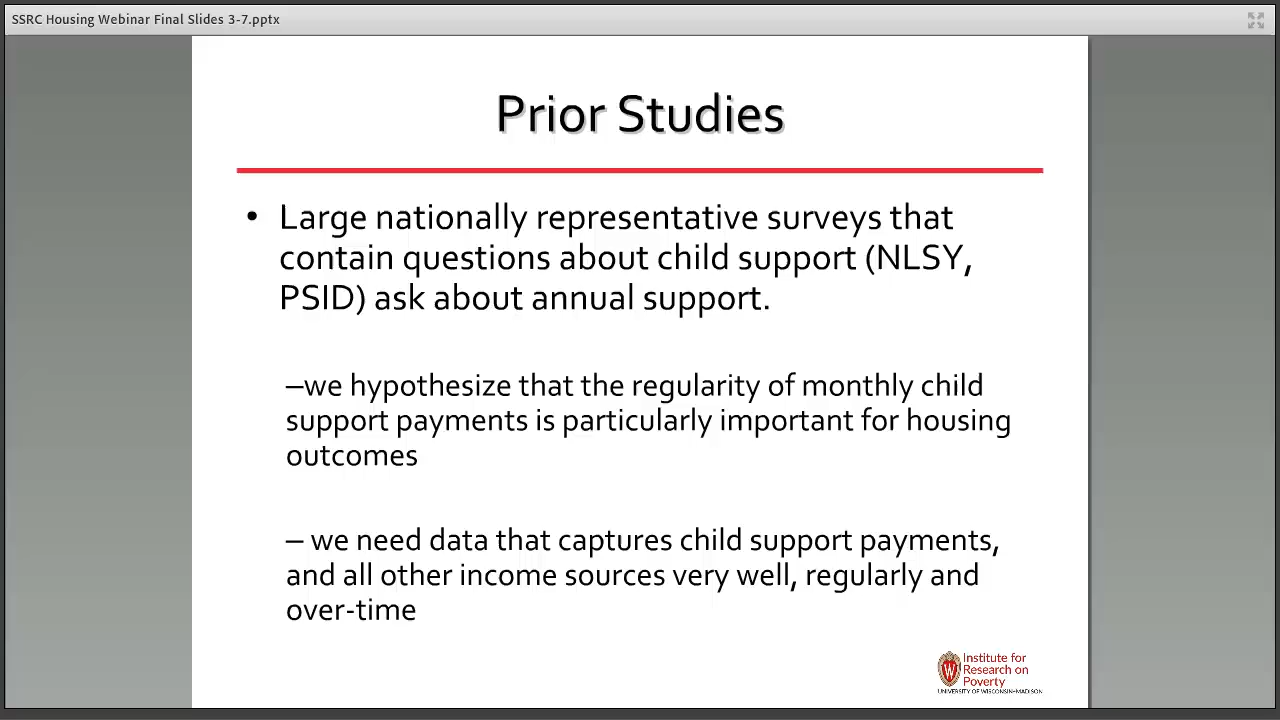 SSRC Housing Webinar Final Slides 3-7.pptx
Prior Studies
• Large nationally representative surveys that
contain questions about child support (NLSY,
PSID) ask about annual support.
–we hypothesize that the regularity of monthly child
support payments is particularly important for housing
outcomes
– we need data that captures child support payments,
and all other income sources very well, regularly and
over-time
Institute for
Research on
Poverty
UNIVERSITY OF WISCONSIN–MADISON